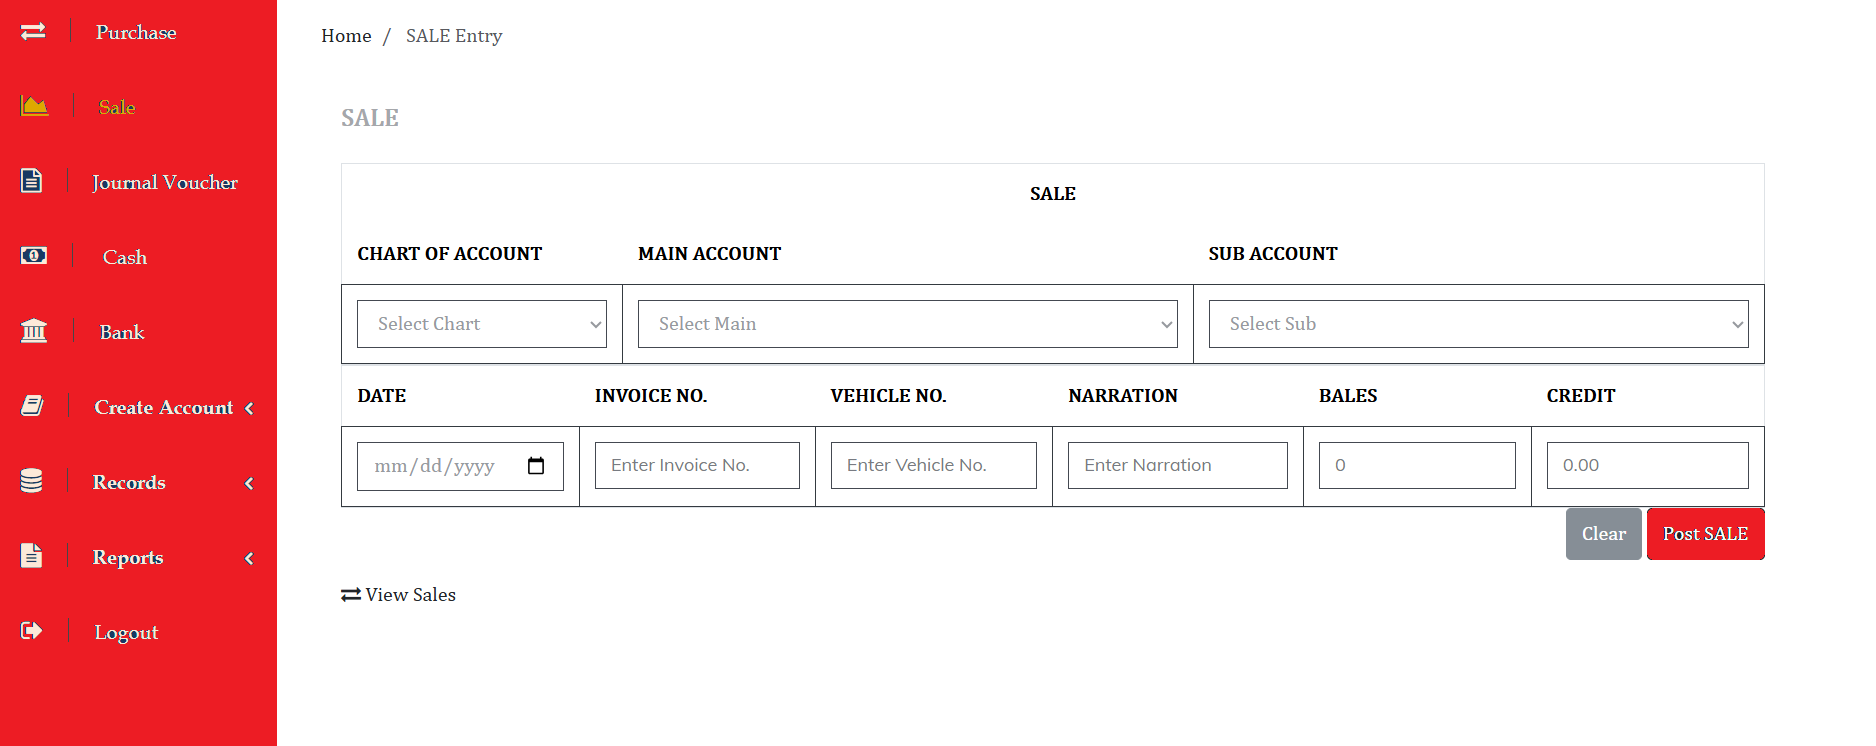 Purchase
Sale
Journal Voucher
Cash
Bank
Create Account
Records
Reports
Logout
Home / SALE Entry
SALE
SALE
CHART OF ACCOUNT MAIN ACCOUNT SUB ACCOUNT
Select Chart Select Main Select Sub
DATE INVOICE NO. VEHICLE NO. NARRATION BALES CREDIT
mm/dd/yyyy Enter Invoice No. Enter Vehicle No. Enter Narration 0 0.00
Clear Post SALE
View Sales